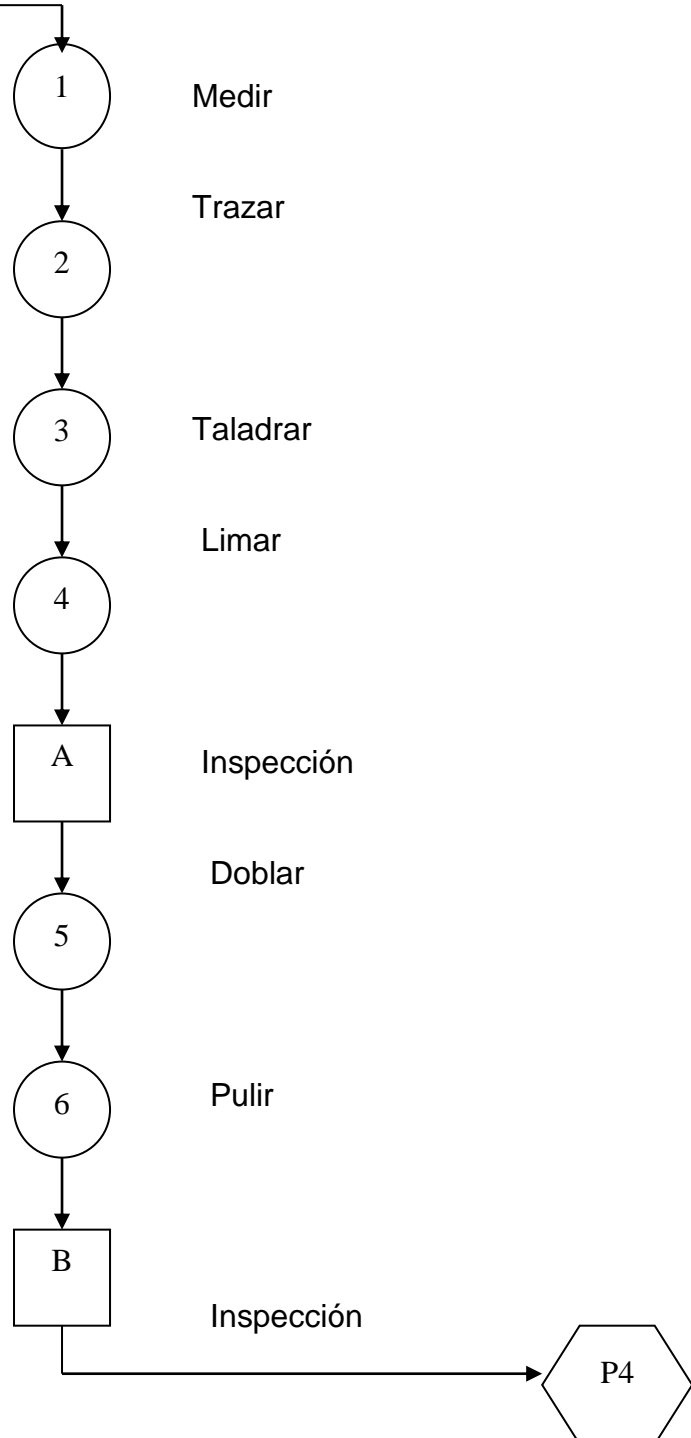 1 Medir
Trazar
2
3 Taladrar
Limar
4
A Inspección
Doblar
5
6 Pulir
B
Inspección
P4